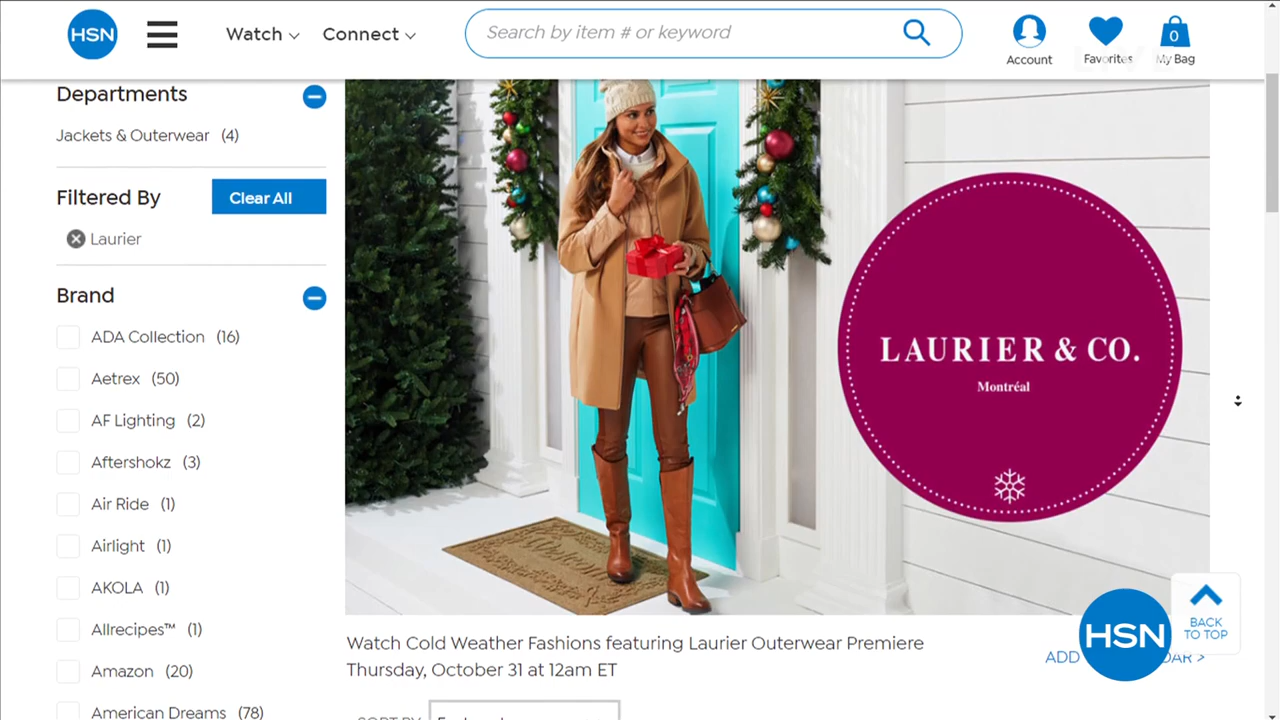 HSN
Watch
Connect
Search by item # or keyword
Account
Favorites
0
My Bag
Departments
Jackets & Outerwear (4)
Filtered By
Clear All
Laurier
Brand
ADA Collection (16)
Aetrex (50)
AF Lighting (2)
Aftershokz (3)
Air Ride (1)
Airlight (1)
AKOLA (1)
Allrecipes™ (1)
Amazon (20)
American Dreams (78)
LAURIER & CO.
Montréal
Welcome
Watch Cold Weather Fashions featuring Laurier Outerwear Premiere
Thursday, October 31 at 12am ET
ADD
HSN
BACK
TO TOP
SORT BY